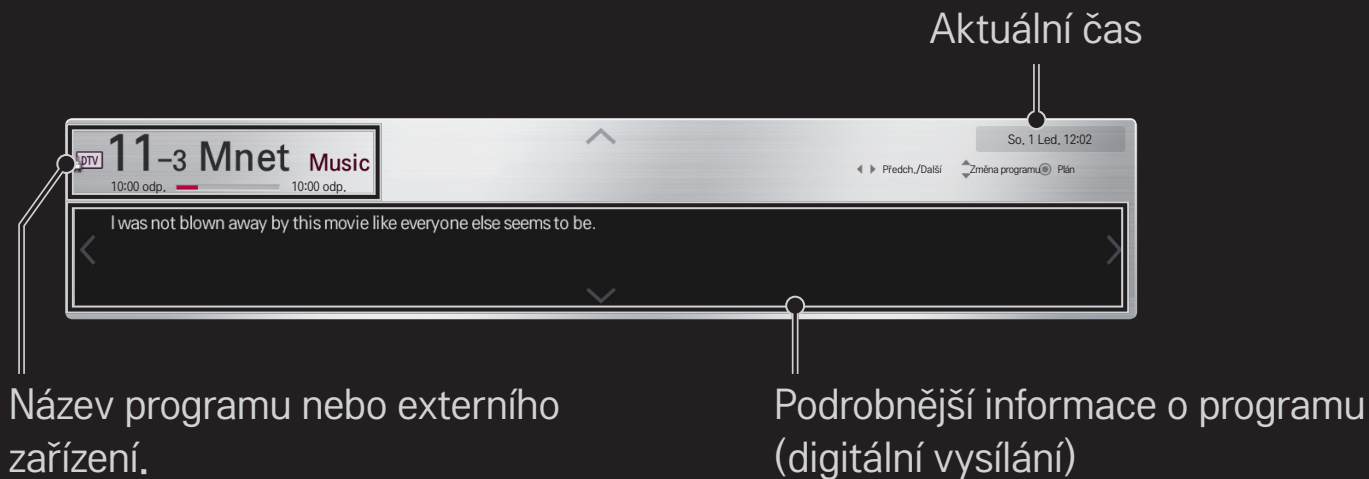 Aktuální čas
DTV 11-3 Mnet Music
So, 1 Led, 12:02
10:00 odp. 10:00 odp.
Předch./Další Změna programu Plán
I was not blown away by this movie like everyone else seems to be.
Název programu nebo externího
zařízení.
Podrobnější informace o programu
(digitální vysílání)